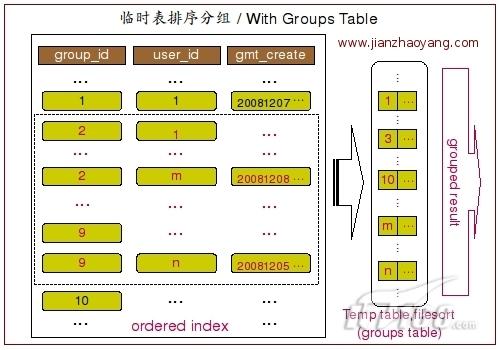 临时表排序分组 / With Groups Table
www.jianzhaoyang.com
group_id user_id gmt_create
... ... ...
1 1 20081207 ...
2 1 ...
... ... ...
2 m 20081208 ...
... ... ...
9 ...
9 n 20081205 ...
10 ... ...
... ... ...
ordered index
1 ...
3 ...
10 ...
m ...
n ...
Temp table,filesort
(groups table)
grouped result